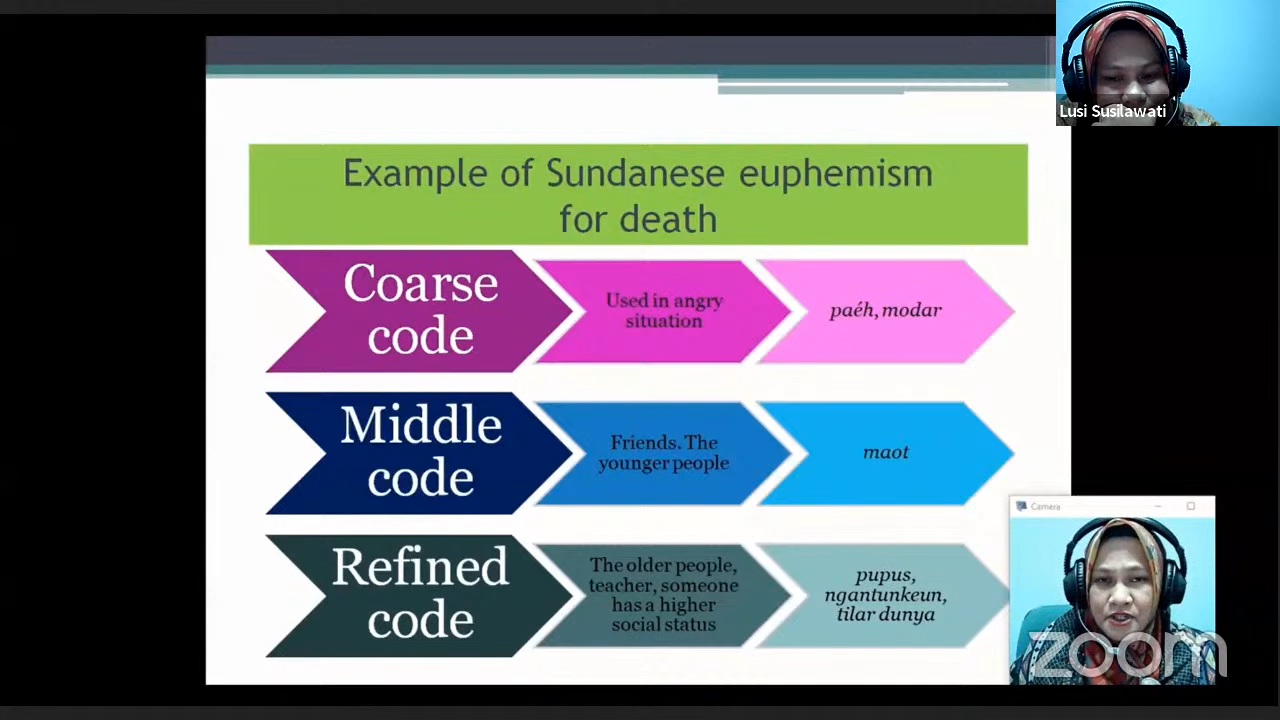 Lusi Susilawati
Example of Sundanese euphemism
for death
Coarse
code
Used in angry
situation
paéh, modar
Middle
code
Friends. The
younger people
maot
Refined
code
The older people,
teacher, someone
has a higher
social status
pupus,
ngantunkeun,
tilar dunya
Camera
zoom